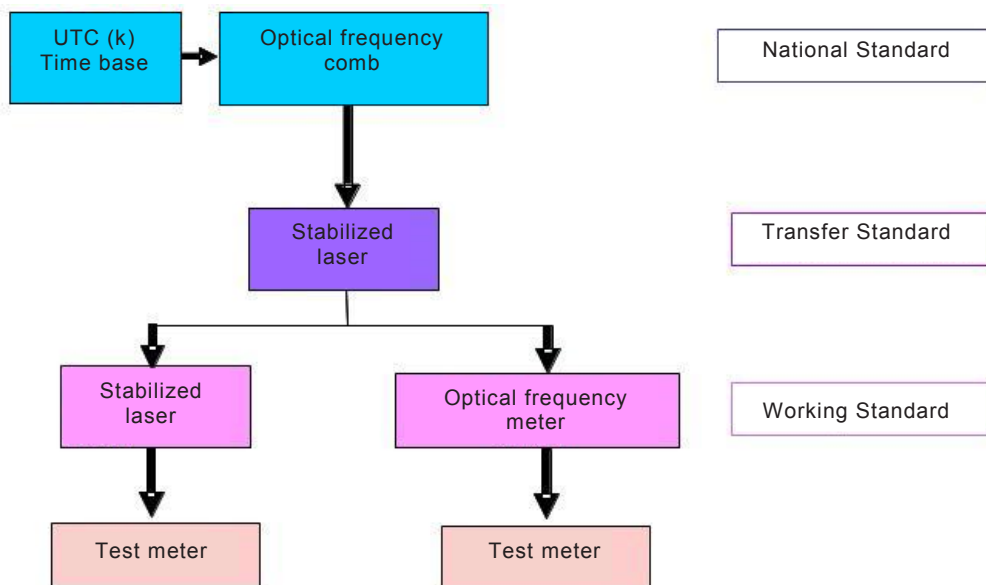 UTC (k)
Time base
Optical frequency
comb
National Standard
Stabilized
laser
Transfer Standard
Stabilized
laser
Optical frequency
meter
Working Standard
Test meter
Test meter